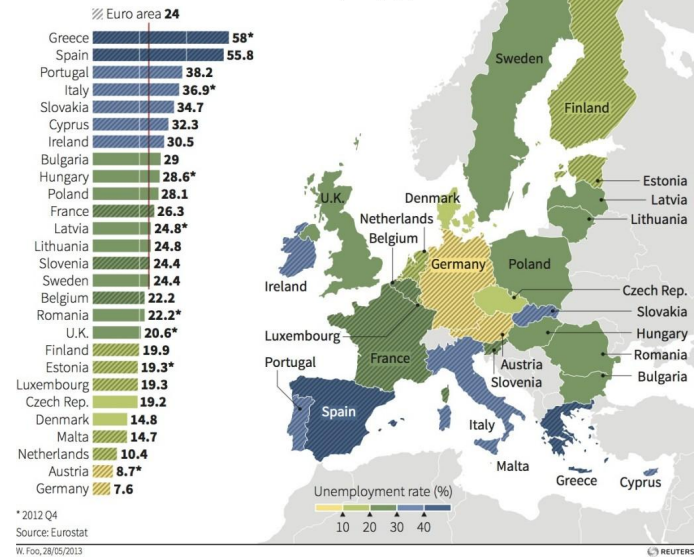 Euro area 24
Greece 58*
Spain 55.8
Portugal 38.2
Italy 36.9*
Slovakia 34.7
Cyprus 32.3
Ireland 30.5
Bulgaria 29
Hungary 28.6*
Poland 28.1
France 26.3
Latvia 24.8*
Lithuania 24.8
Slovenia 24.4
Sweden 24.4
Belgium 22.2
Romania 22.2*
U.K. 20.6*
Finland 19.9
Estonia 19.3*
Luxembourg 19.3
Czech Rep. 19.2
Denmark 14.8
Malta 14.7
Netherlands 10.4
Austria 8.7*
Germany 7.6
* 2012 Q4
Source: Eurostat
W. Foo, 28/05/2013
Sweden
Finland
Estonia
Latvia
Lithuania
U.K.
Denmark
Netherlands
Belgium
Germany
Poland
Ireland
Czech Rep.
Slovakia
Luxembourg
Hungary
France
Austria
Romania
Portugal
Slovenia
Bulgaria
Spain
Italy
Malta
Greece
Cyprus
Unemployment rate (%)
10 20 30 40
REUTERS